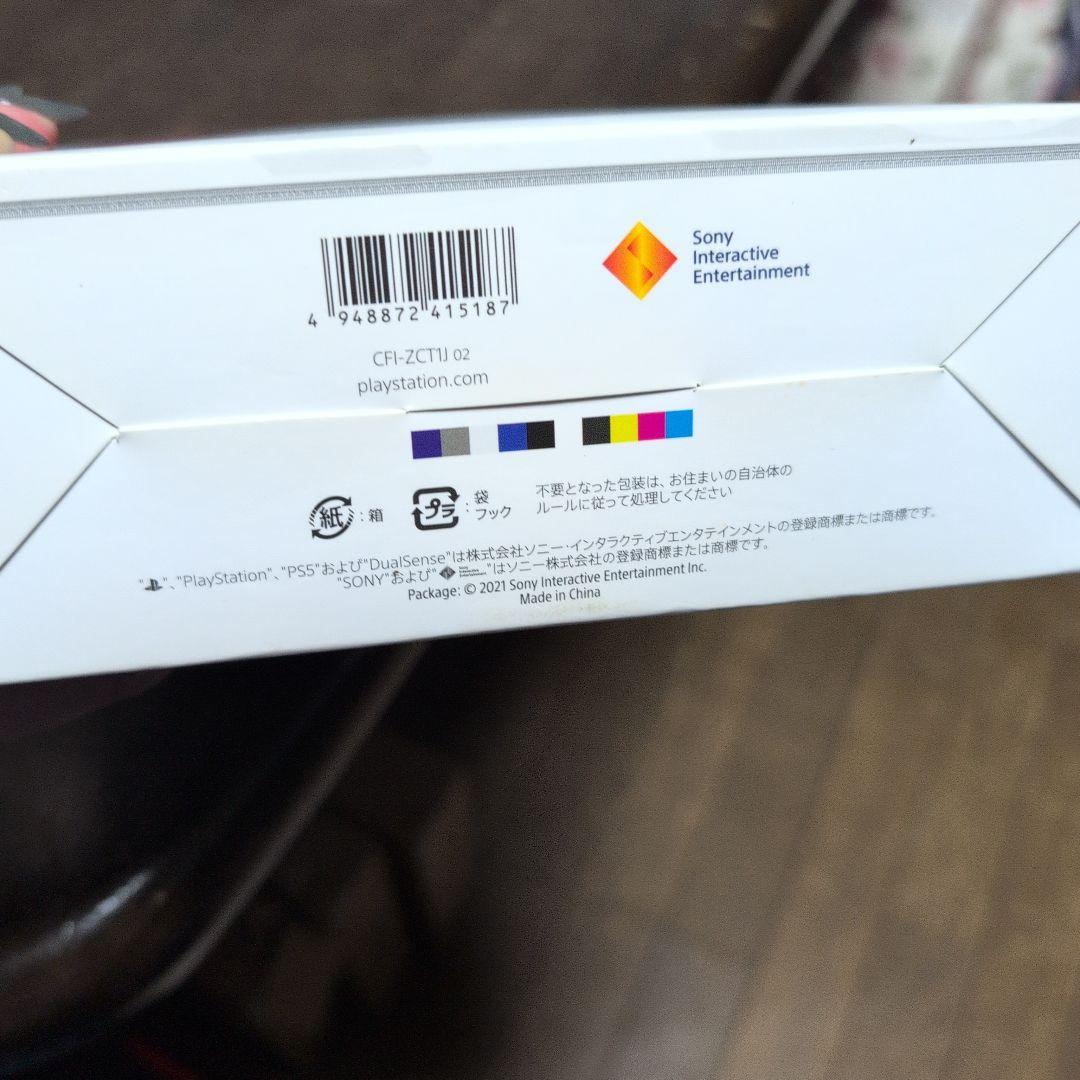 Sony
Interactive
Entertainment
4 948872 415187
CFI-ZCT1J 02
playstation.com
紙 : 箱
プラ : 袋
フック
不要となった包装は、お住まいの自治体の
ルールに従って処理してください
" "、"PlayStation"、"PS5"および"DualSense"は株式会社ソニー・インタラクティブエンタテインメントの登録商標または商標です。
"SONY"および" "はソニー株式会社の登録商標または商標です。
Package: © 2021 Sony Interactive Entertainment Inc.
Made in China